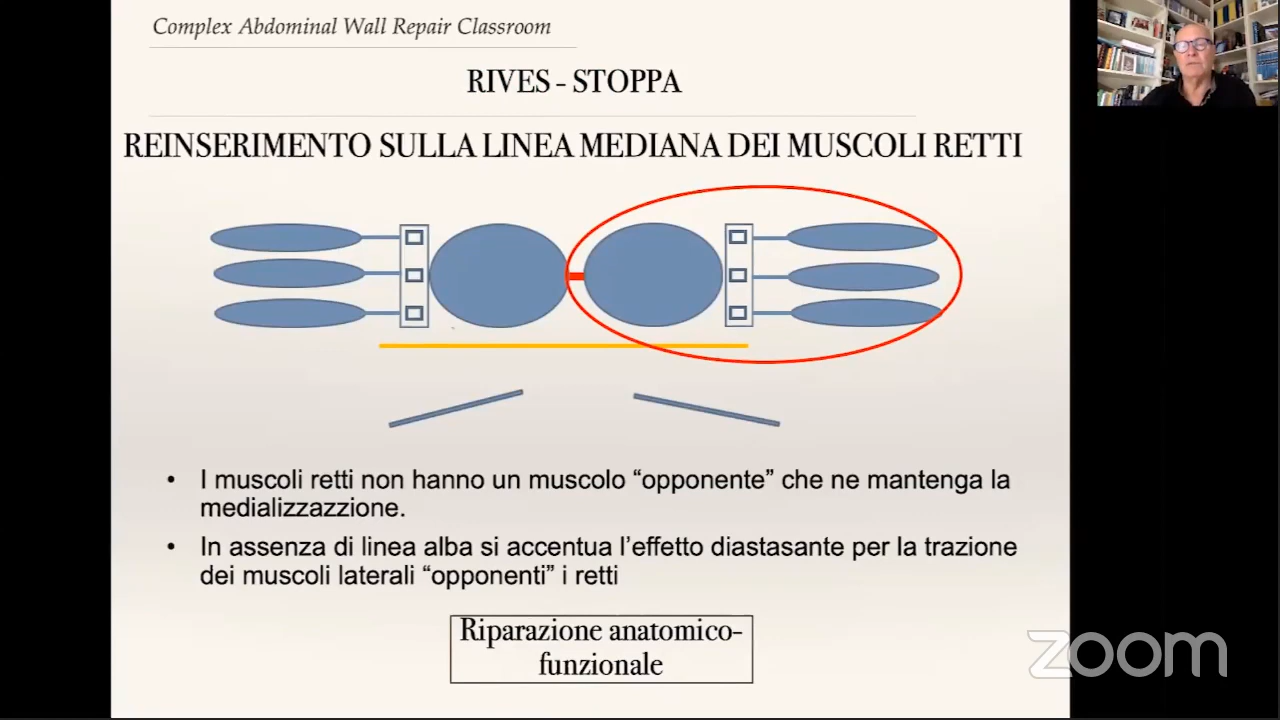 Complex Abdominal Wall Repair Classroom
RIVES - STOPPA
REINSERIMENTO SULLA LINEA MEDIANA DEI MUSCOLI RETTI
• I muscoli retti non hanno un muscolo “opponente” che ne mantenga la
medializzazzione.
• In assenza di linea alba si accentua l’effetto diastasante per la trazione
dei muscoli laterali “opponenti” i retti
Riparazione anatomico-
funzionale
zoom